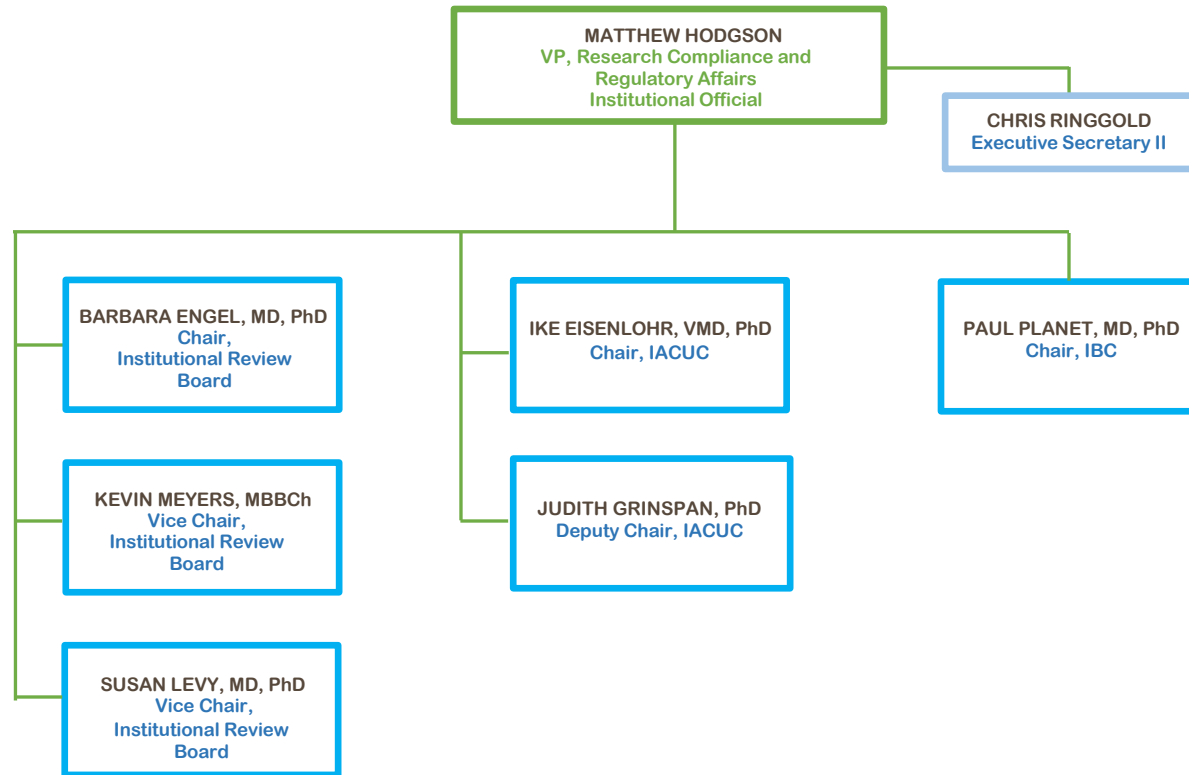 MATTHEW HODGSON
VP, Research Compliance and
Regulatory Affairs
Institutional Official
CHRIS RINGGOLD
Executive Secretary II
BARBARA ENGEL, MD, PhD
Chair,
Institutional Review
Board
IKE EISENLOHR, VMD, PhD
Chair, IACUC
PAUL PLANET, MD, PhD
Chair, IBC
KEVIN MEYERS, MBBCh
Vice Chair,
Institutional Review
Board
JUDITH GRINSPAN, PhD
Deputy Chair, IACUC
SUSAN LEVY, MD, PhD
Vice Chair,
Institutional Review
Board